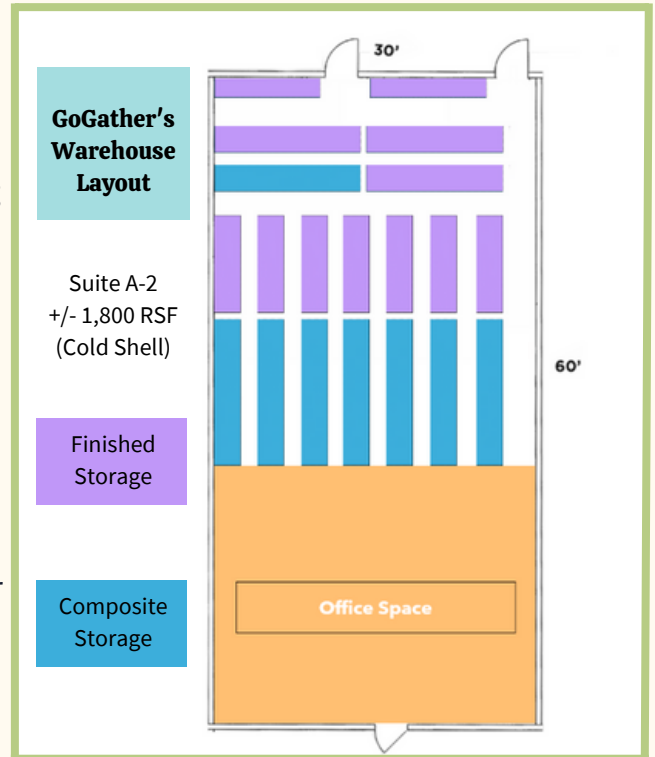 GoGather's
Warehouse
Layout
Suite A-2
+/- 1,800 RSF
(Cold Shell)
Finished
Storage
Composite
Storage
30'
60'
Office Space